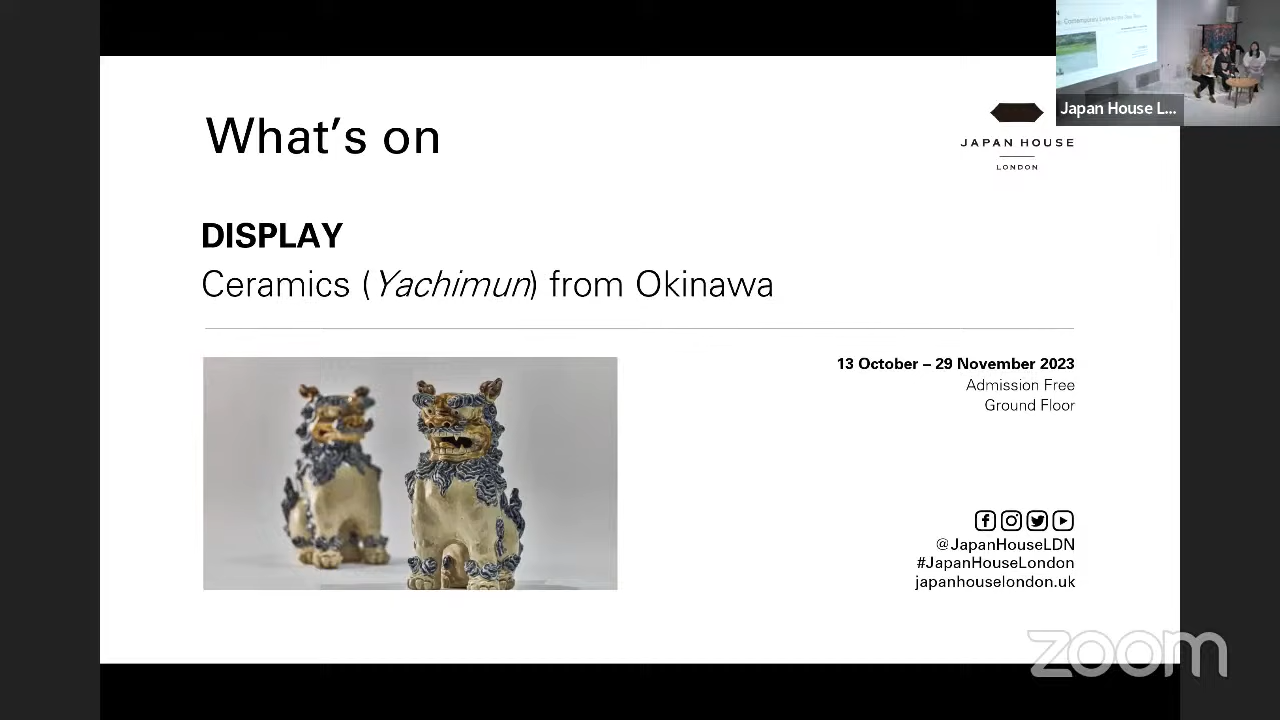 What's on
JAPAN HOUSE
LONDON
Japan House L...
DISPLAY
Ceramics (Yachimun) from Okinawa
13 October – 29 November 2023
Admission Free
Ground Floor
@JapanHouseLDN
#JapanHouseLondon
japanhouselondon.uk
zoom